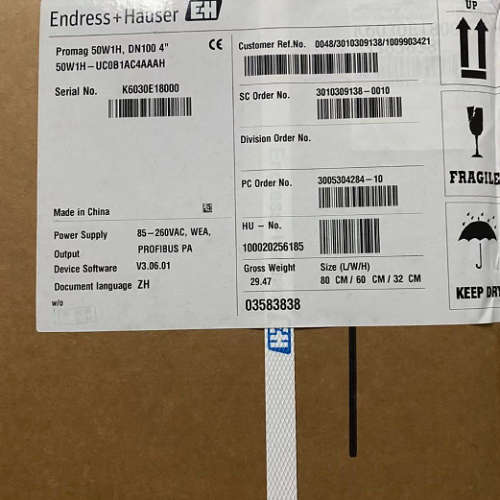 Endress+Hauser EH
Promag 50W1H, DN100 4"
50W1H-UC0B1AC4AAAH
CE
Serial No. K6030E18000
Made in China
Power Supply 85-260VAC, WEA,
Output PROFIBUS PA
Device Software V3.06.01
Document language ZH
w/o
Customer Ref.No. 0048/3010309138/1009903421
SC Order No. 3010309138-0010
Division Order No.
PC Order No. 3005304284-10
HU - No.
100020256185
Gross Weight Size (L/W/H)
29.47 80 CM / 60 CM / 32 CM
03583838
UP
FRAGILE
KEEP DRY